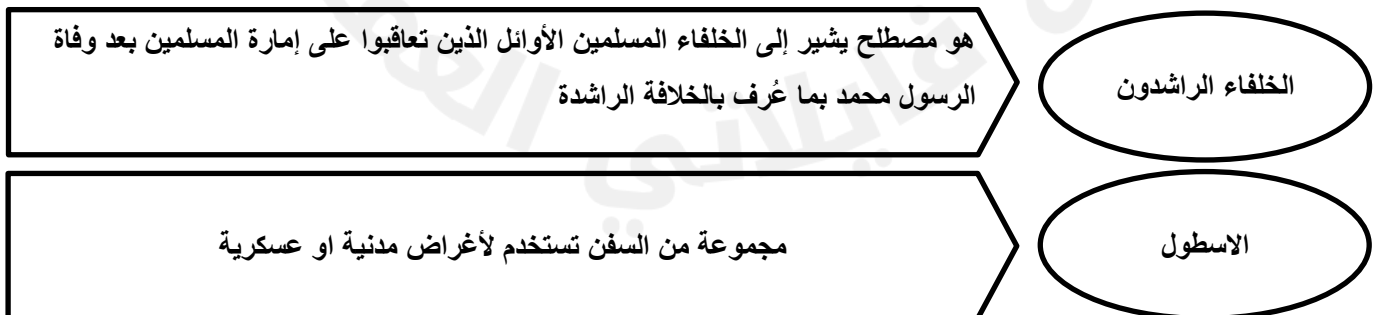 الخلفاء الراشدون
هو مصطلح يشير إلى الخلفاء المسلمين الأوائل الذين تعاقبوا على إمارة المسلمين بعد وفاة
الرسول محمد بما عُرف بالخلافة الراشدة
الاسطول
مجموعة من السفن تستخدم لأغراض مدنية او عسكرية